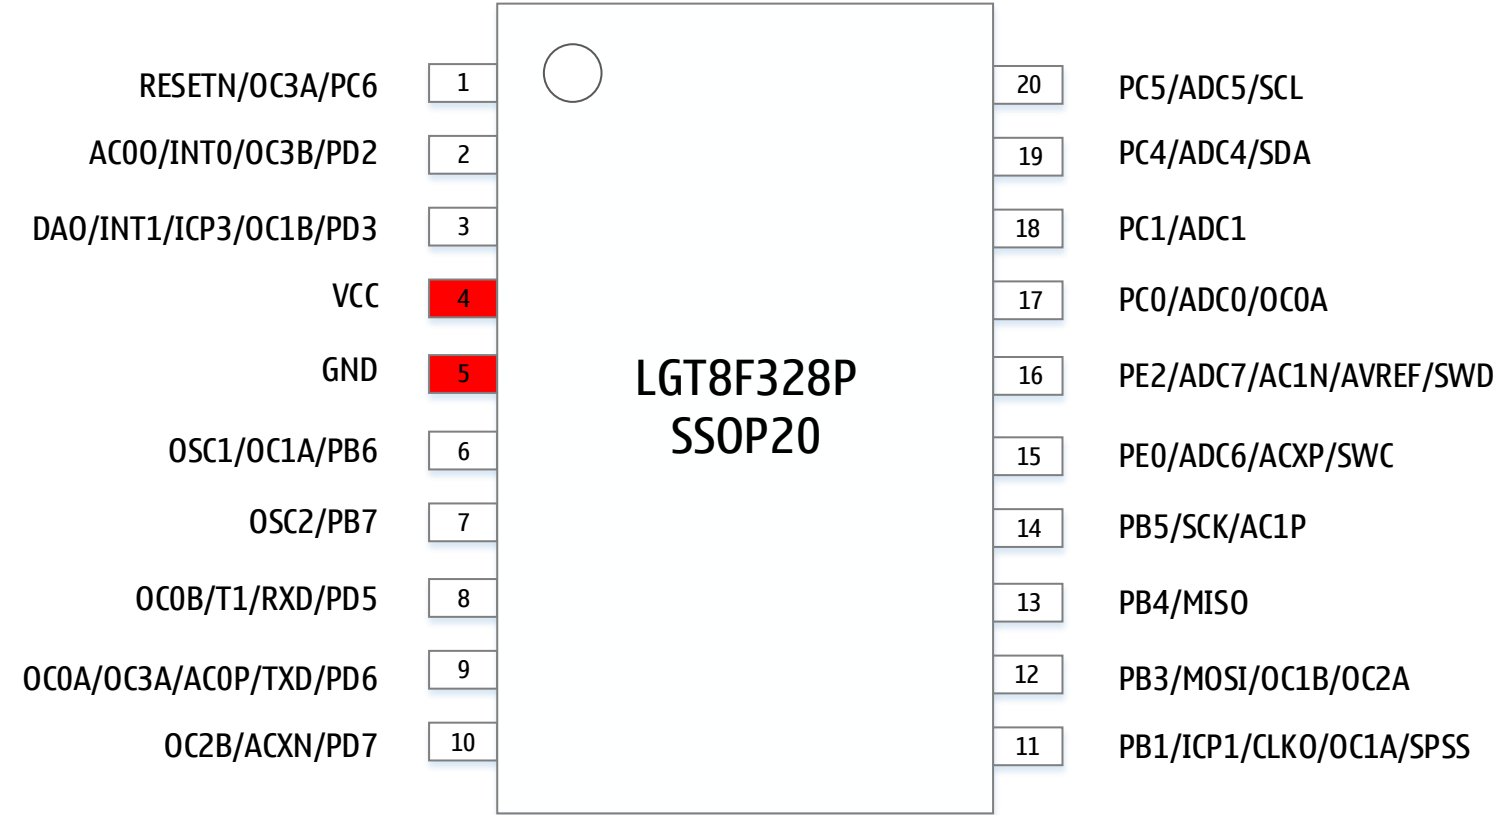 RESETN/OC3A/PC6 1
AC0O/INT0/OC3B/PD2 2
DAO/INT1/ICP3/OC1B/PD3 3
VCC 4
GND 5
OSC1/OC1A/PB6 6
OSC2/PB7 7
OC0B/T1/RXD/PD5 8
OC0A/OC3A/AC0P/TXD/PD6 9
OC2B/ACXN/PD7 10
LGT8F328P
SSOP20
20 PC5/ADC5/SCL
19 PC4/ADC4/SDA
18 PC1/ADC1
17 PC0/ADC0/OC0A
16 PE2/ADC7/AC1N/AVREF/SWD
15 PE0/ADC6/ACXP/SWC
14 PB5/SCK/AC1P
13 PB4/MISO
12 PB3/MOSI/OC1B/OC2A
11 PB1/ICP1/CLKO/OC1A/SPSS